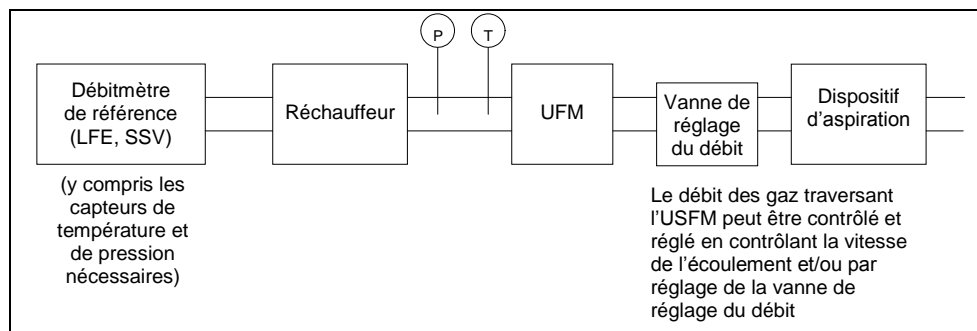 P
T
Débitmètre
de référence
(LFE, SSV)
Réchauffeur
UFM
Vanne de
réglage
du débit
Dispositif
d'aspiration
(y compris les
capteurs de
température et
de pression
nécessaires)
Le débit des gaz traversant
l'USFM peut être contrôlé et
réglé en contrôlant la vitesse
de l'écoulement et/ou par
réglage de la vanne de
réglage du débit